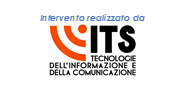 intervento realizzato da
ITS
TECNOLOGIE
DELL'INFORMAZIONE E
DELLA COMUNICAZIONE